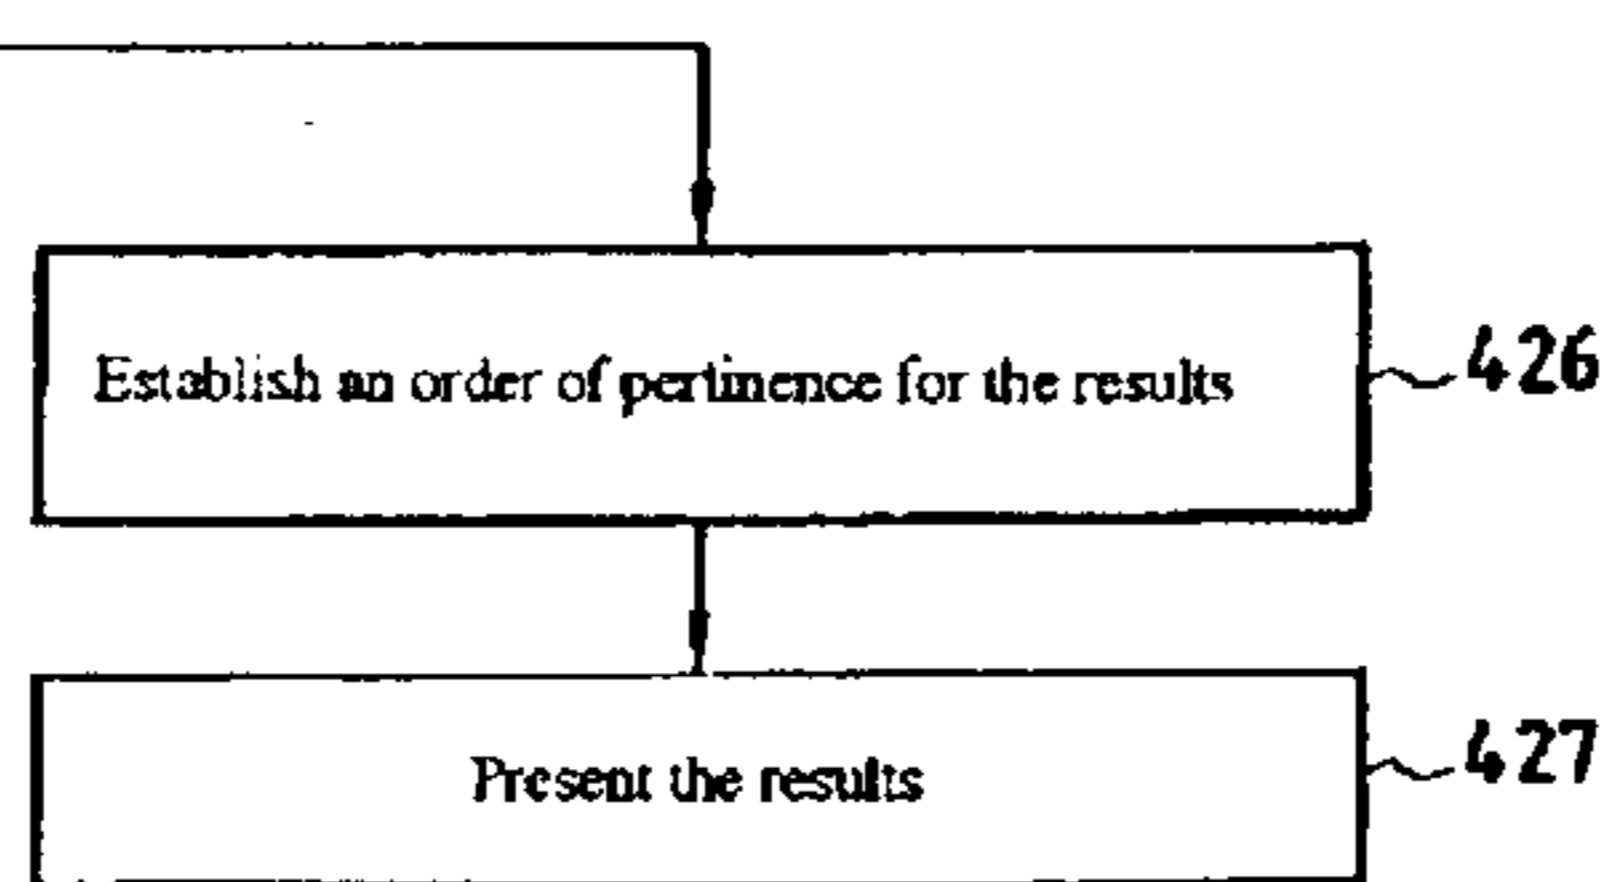 Establish an order of pertinence for the results
426
Present the results
427